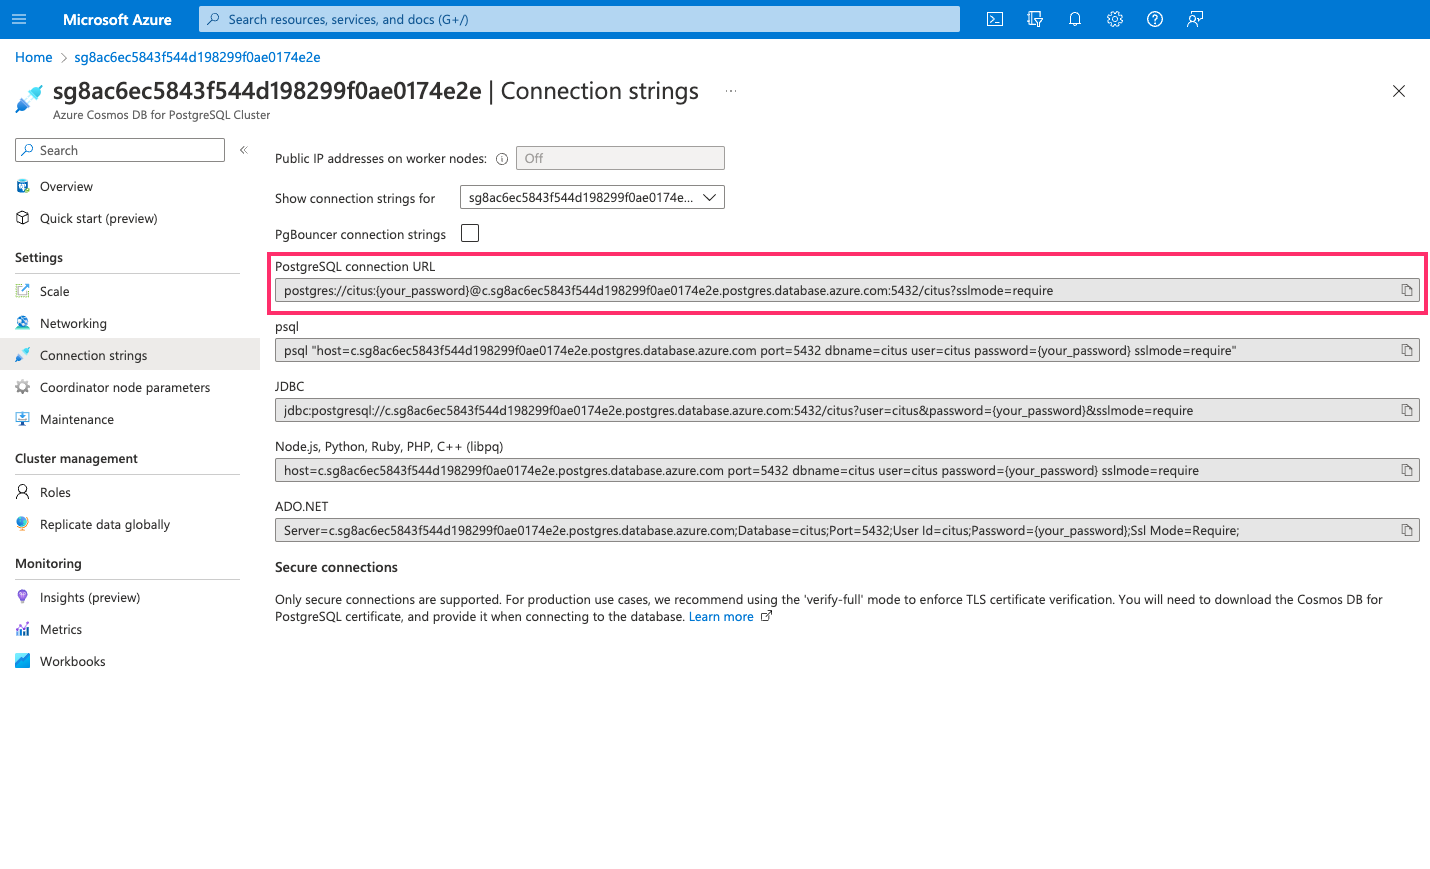 Microsoft Azure
Search resources, services, and docs (G+/)
Home > sg8ac6ec5843f544d198299f0ae0174e2e
sg8ac6ec5843f544d198299f0ae0174e2e | Connection strings ...
Azure Cosmos DB for PostgreSQL Cluster
Search
«
Overview
Quick start (preview)
Settings
Scale
Networking
Connection strings
Coordinator node parameters
Maintenance
Cluster management
Roles
Replicate data globally
Monitoring
Insights (preview)
Metrics
Workbooks
Public IP addresses on worker nodes: Off
Show connection strings for sg8ac6ec5843f544d198299f0ae0174e...
PgBouncer connection strings
PostgreSQL connection URL
postgres://citus:{your_password}@c.sg8ac6ec5843f544d198299f0ae0174e2e.postgres.database.azure.com:5432/citus?sslmode=require
psql
psql "host=c.sg8ac6ec5843f544d198299f0ae0174e2e.postgres.database.azure.com port=5432 dbname=citus user=citus password={your_password} sslmode=require"
JDBC
jdbc:postgresql://c.sg8ac6ec5843f544d198299f0ae0174e2e.postgres.database.azure.com:5432/citus?user=citus&password={your_password}&sslmode=require
Node.js, Python, Ruby, PHP, C++ (libpq)
host=c.sg8ac6ec5843f544d198299f0ae0174e2e.postgres.database.azure.com port=5432 dbname=citus user=citus password={your_password} sslmode=require
ADO.NET
Server=c.sg8ac6ec5843f544d198299f0ae0174e2e.postgres.database.azure.com;Database=citus;Port=5432;User Id=citus;Password={your_password};Ssl Mode=Require;
Secure connections
Only secure connections are supported. For production use cases, we recommend using the 'verify-full' mode to enforce TLS certificate verification. You will need to download the Cosmos DB for
PostgreSQL certificate, and provide it when connecting to the database. Learn more